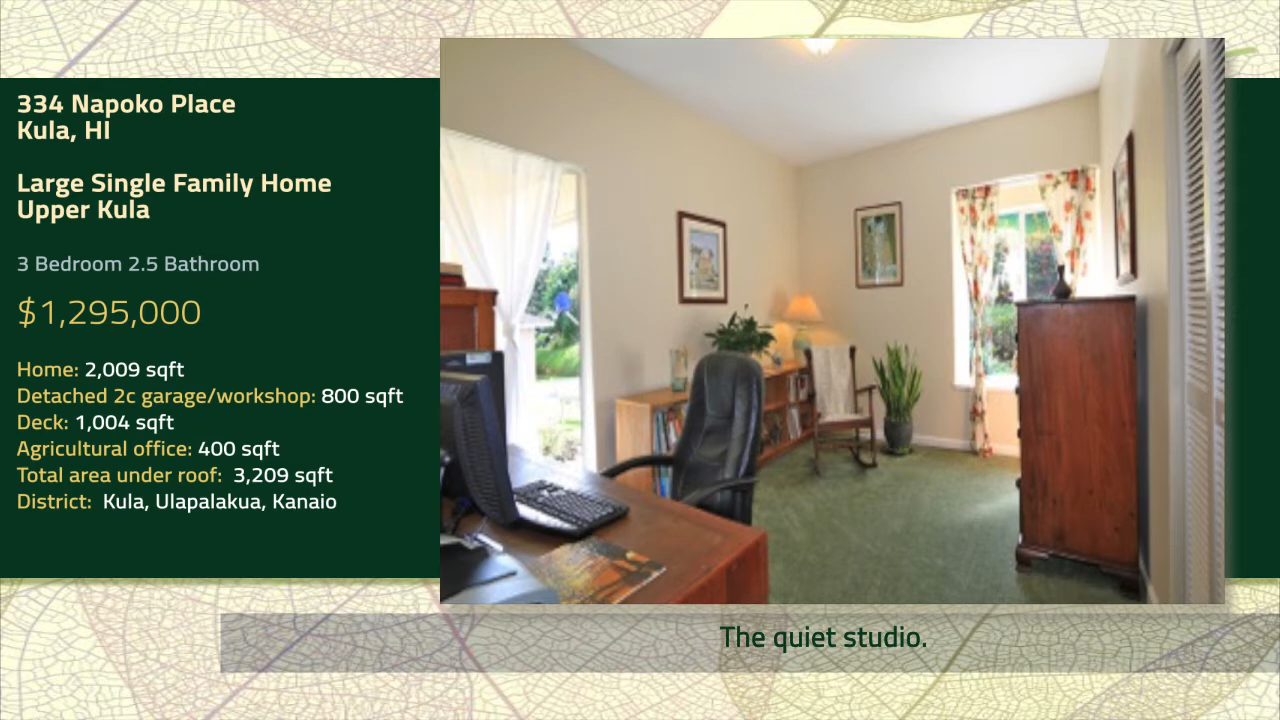 334 Napoko Place
Kula, HI
Large Single Family Home
Upper Kula
3 Bedroom 2.5 Bathroom
$1,295,000
Home: 2,009 sqft
Detached 2c garage/workshop: 800 sqft
Deck: 1,004 sqft
Agricultural office: 400 sqft
Total area under roof: 3,209 sqft
District: Kula, Ulapalakua, Kanaio
The quiet studio.